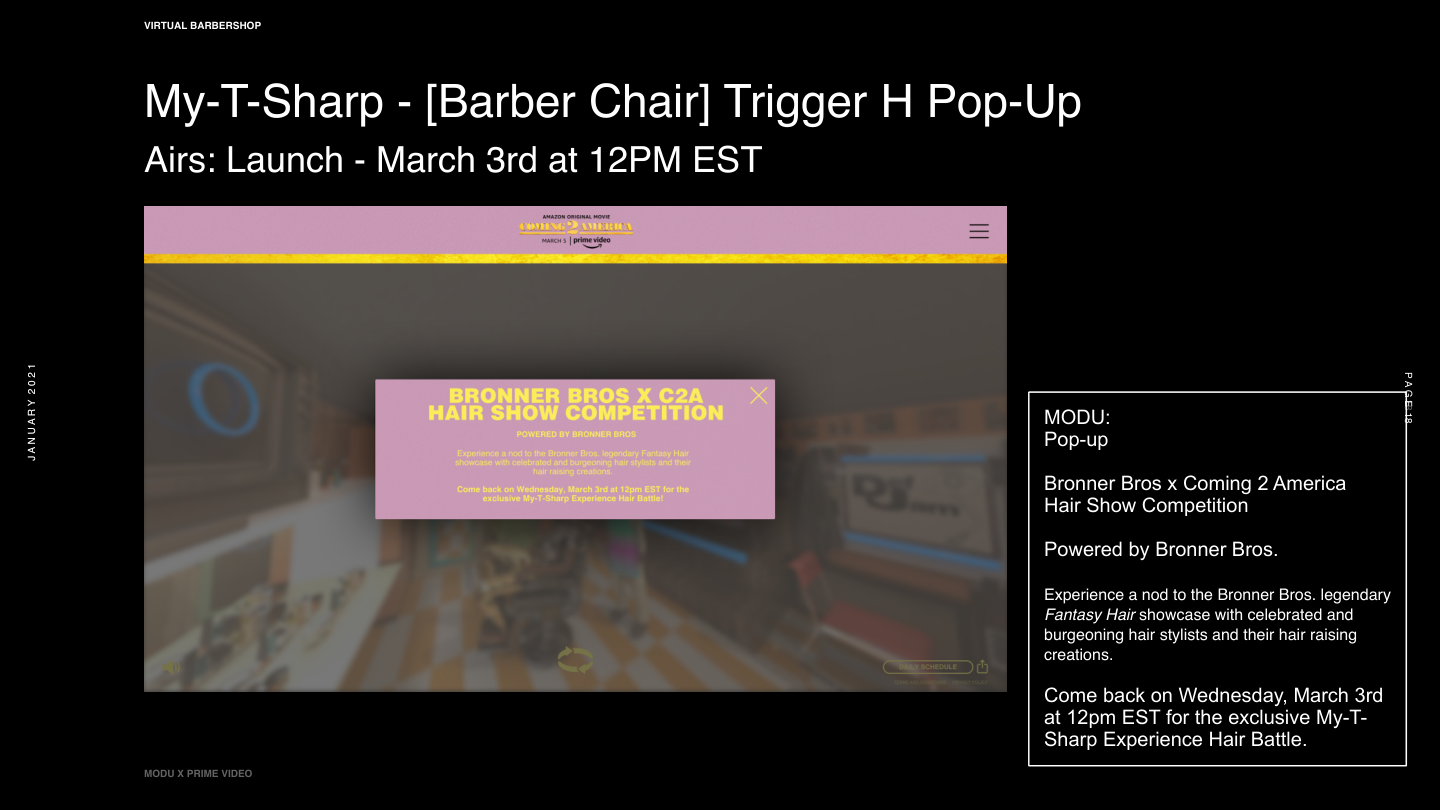 VIRTUAL BARBERSHOP
My-T-Sharp - [Barber Chair] Trigger H Pop-Up
Airs: Launch - March 3rd at 12PM EST
AMAZON ORIGINAL MOVIE
COMING 2 AMERICA
MARCH 5 | prime video
BRONNER BROS X C2A
HAIR SHOW COMPETITION
POWERED BY BRONNER BROS
Experience a nod to the Bronner Bros. legendary Fantasy Hair
showcase with celebrated and burgeoning hair stylists and their
hair raising creations.
Come back on Wednesday, March 3rd at 12pm EST for the
exclusive My-T-Sharp Experience Hair Battle!
SCHEDULE
JANUARY 2021
PAGE 18
MODU:
Pop-up
Bronner Bros x Coming 2 America
Hair Show Competition
Powered by Bronner Bros.
Experience a nod to the Bronner Bros. legendary
Fantasy Hair showcase with celebrated and
burgeoning hair stylists and their hair raising
creations.
Come back on Wednesday, March 3rd
at 12pm EST for the exclusive My-T-
Sharp Experience Hair Battle.
MODU X PRIME VIDEO